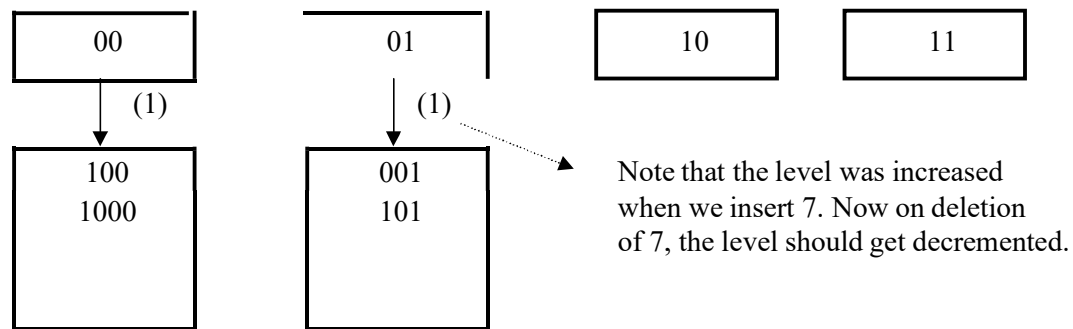 00 01 10 11
(1) (1)
100 001 Note that the level was increased
1000 101 when we insert 7. Now on deletion
of 7, the level should get decremented.